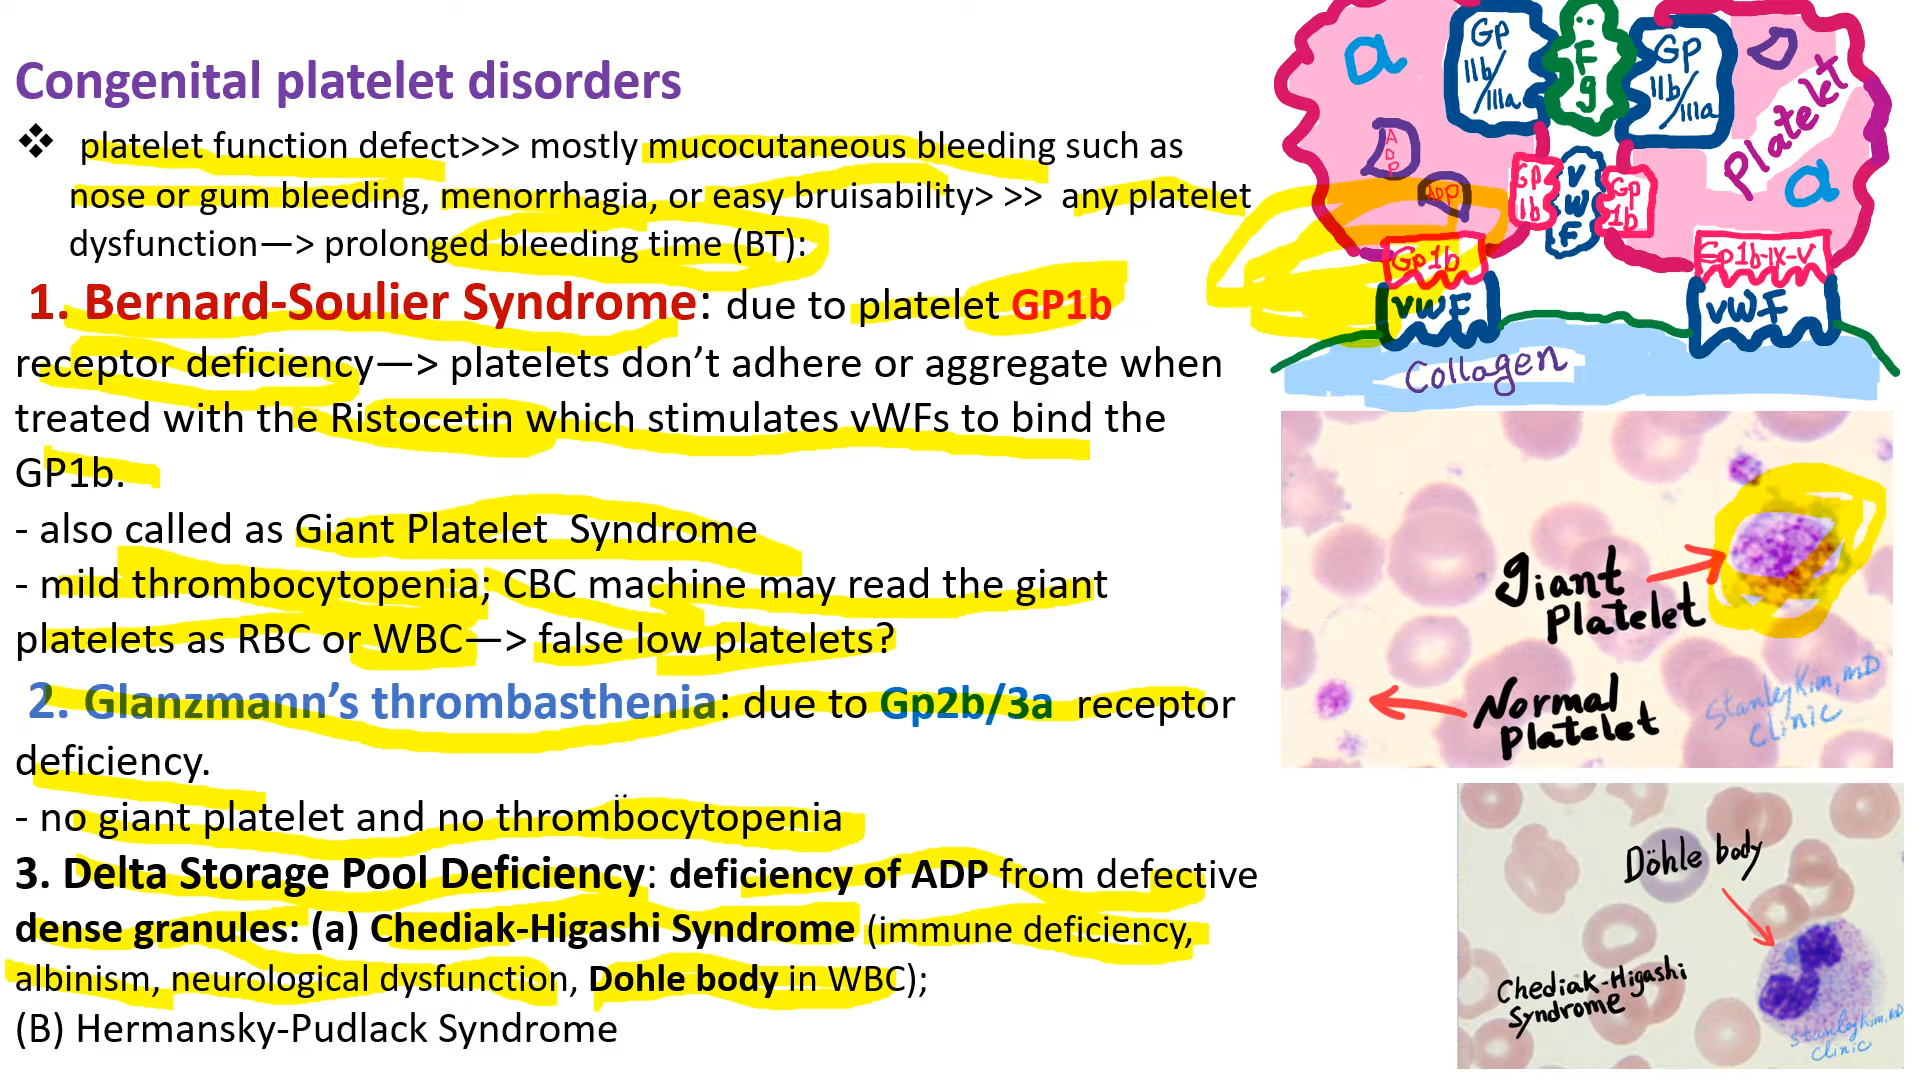 Congenital platelet disorders
❖ platelet function defect>>> mostly mucocutaneous bleeding such as
nose or gum bleeding, menorrhagia, or easy bruisability> >> any platelet
dysfunction—> prolonged bleeding time (BT):
1. Bernard-Soulier Syndrome: due to platelet GP1b
receptor deficiency—> platelets don’t adhere or aggregate when
treated with the Ristocetin which stimulates vWFs to bind the
GP1b.
- also called as Giant Platelet Syndrome
- mild thrombocytopenia; CBC machine may read the giant
platelets as RBC or WBC—> false low platelets?
2. Glanzmann’s thrombasthenia: due to Gp2b/3a receptor
deficiency.
- no giant platelet and no thrombocytopenia
3. Delta Storage Pool Deficiency: deficiency of ADP from defective
dense granules: (a) Chediak-Higashi Syndrome (immune deficiency,
albinism, neurological dysfunction, Dohle body in WBC);
(B) Hermansky-Pudlack Syndrome
a
GP
IIb/
IIIa
Fg
GP
IIb/
IIIa
Platelet
a
ADP
ADP
GP
1b
vWF
Gp
1b
Gp1b
Gp1b-IX-V
vWF
vWF
Collagen
Giant
Platelet
Normal
Platelet
Stanley Kim, MD
Clinic
Döhle body
Chediak-Higashi
Syndrome
Stanley Kim, MD
Clinic